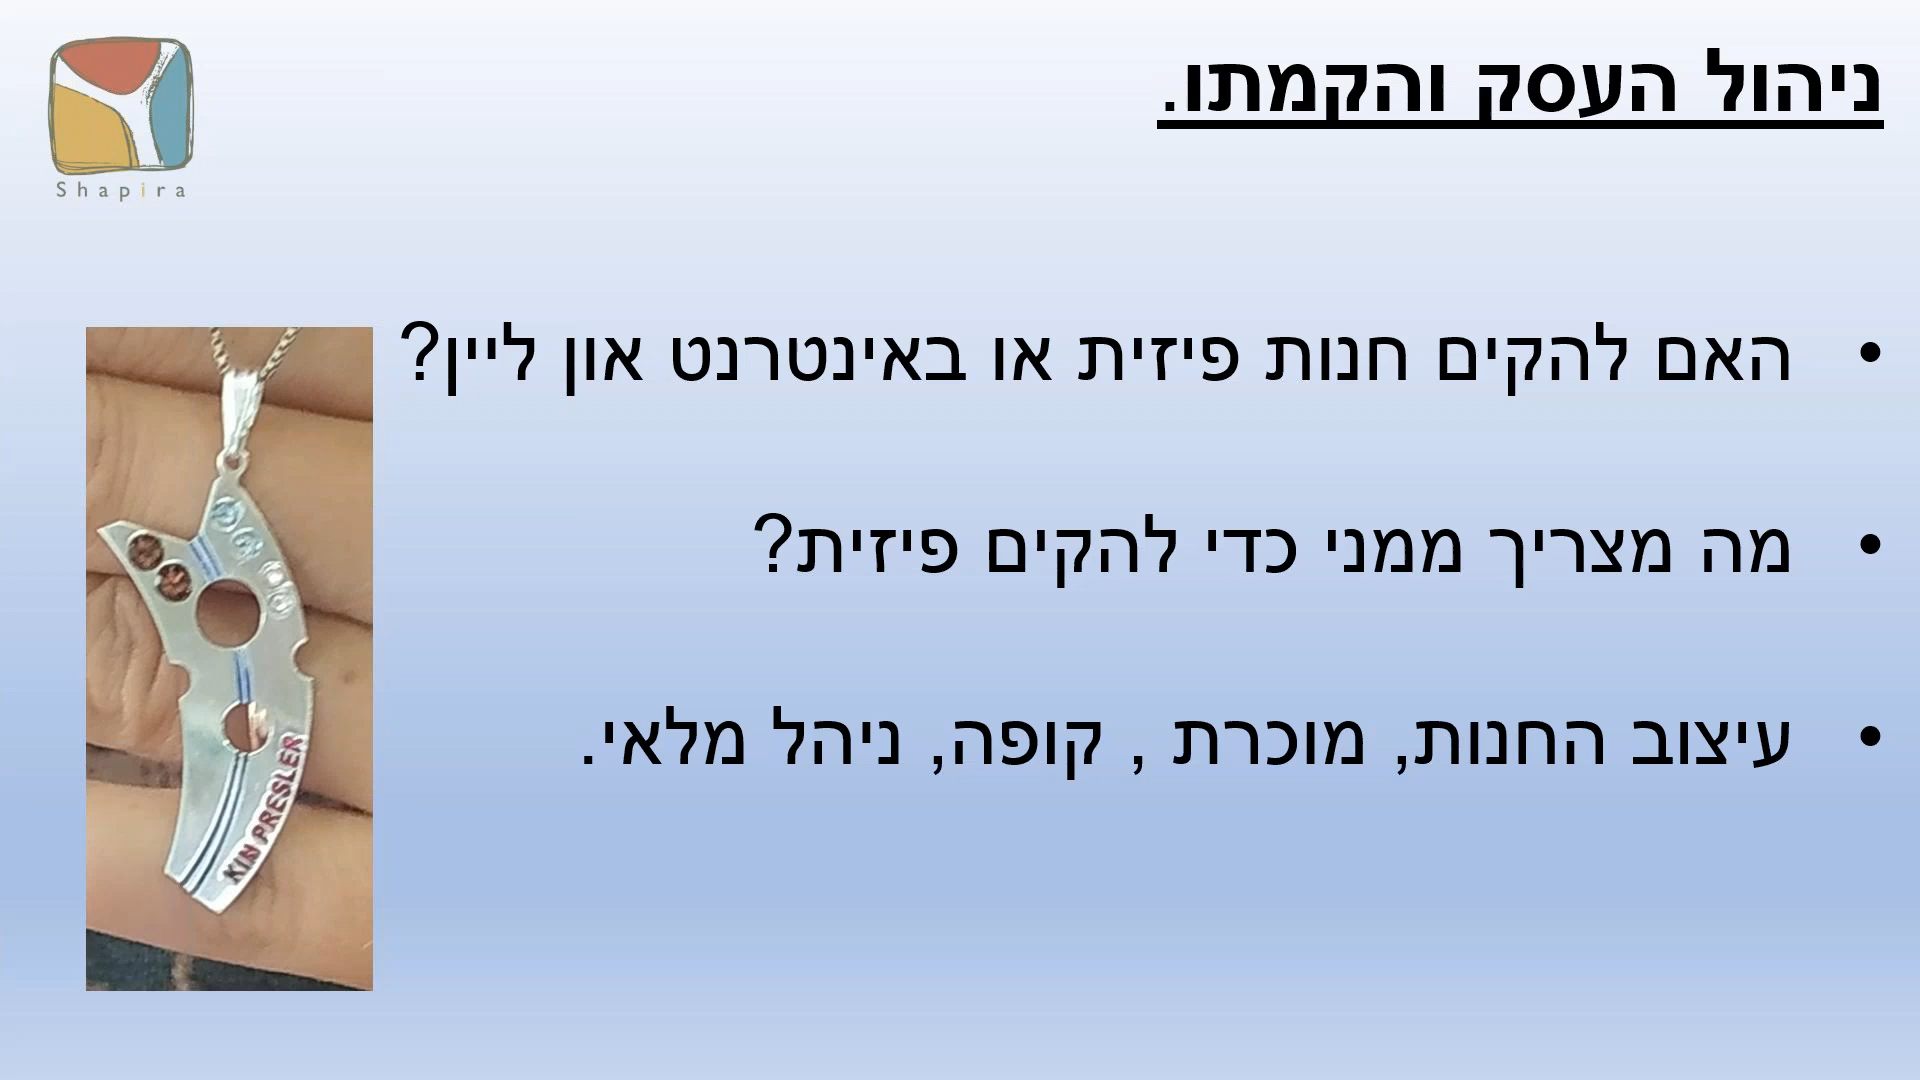 ניהול העסק והקמתו.
Shapira
האם להקים חנות פיזית או באינטרנט און ליין?
מה מצריך ממני כדי להקים פיזית?
עיצוב החנות, מוכרת , קופה, ניהל מלאי.
KIN PRESLER